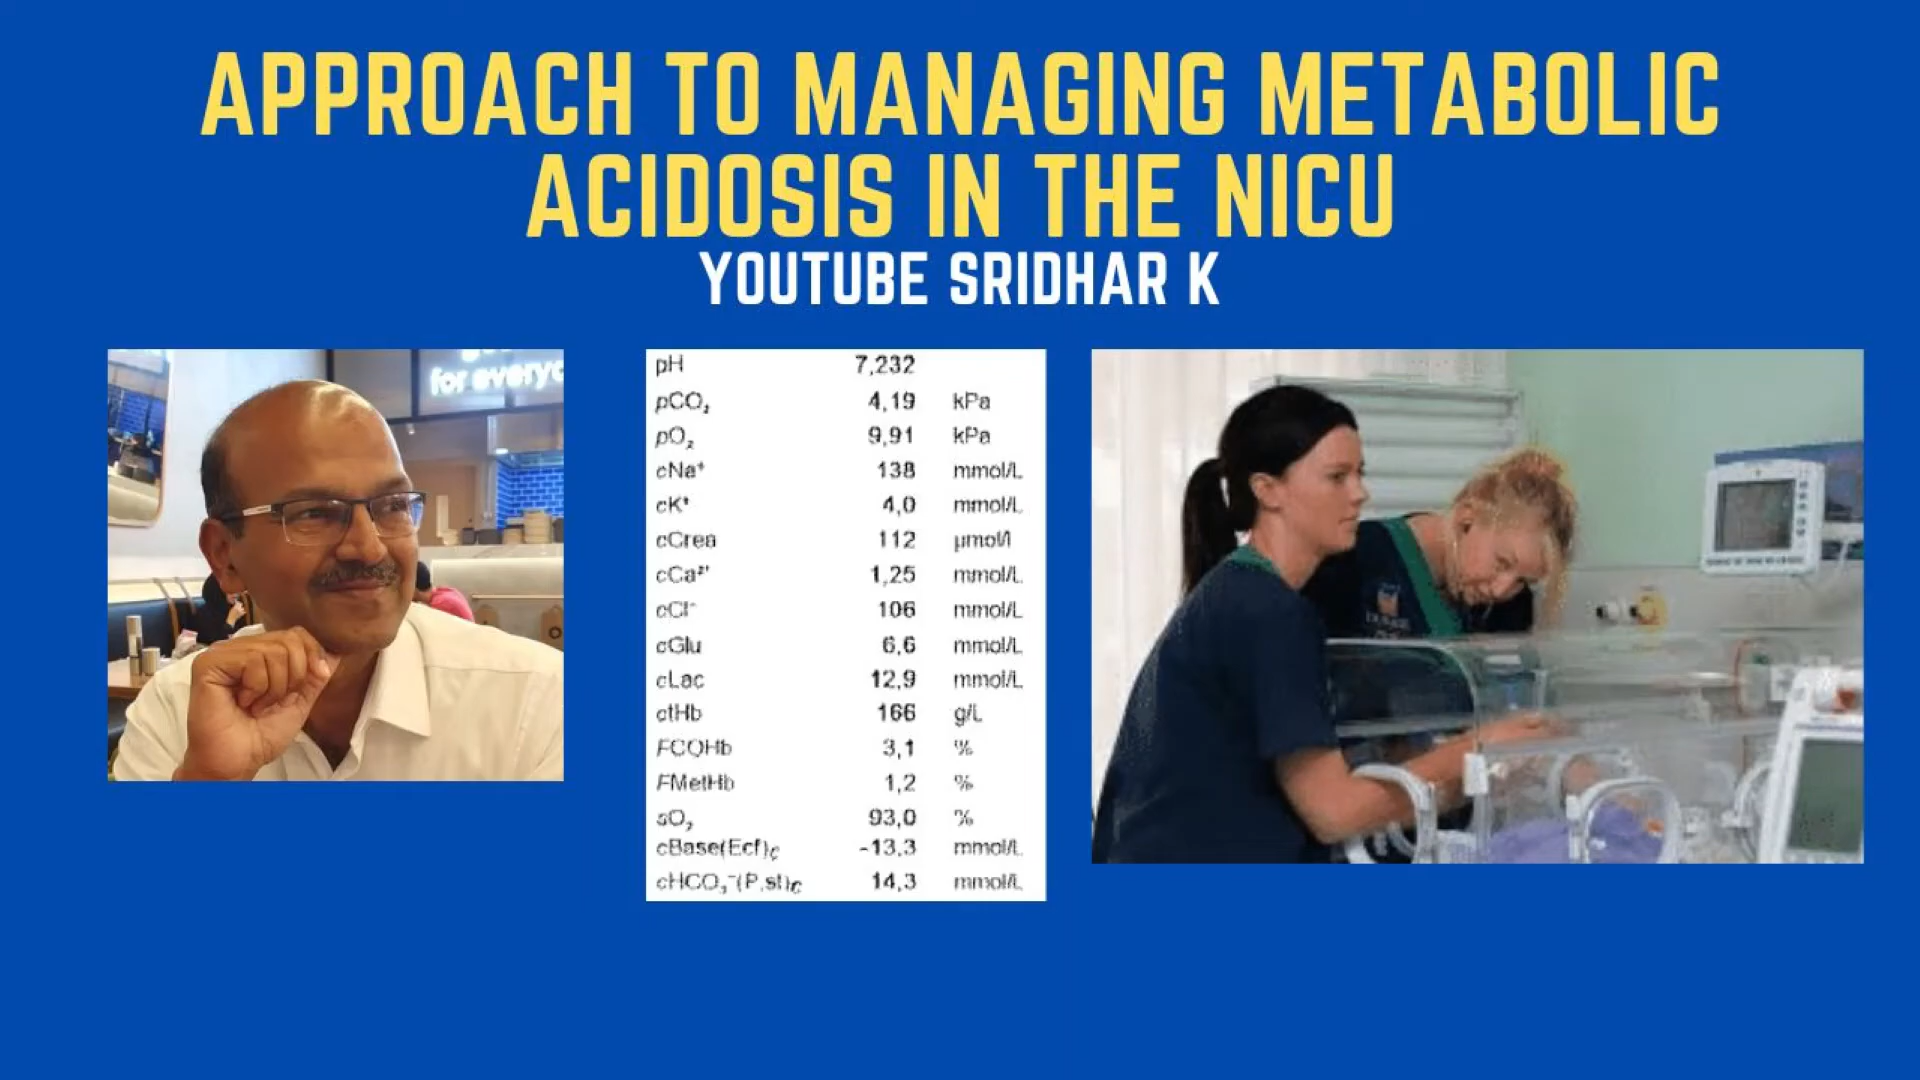 APPROACH TO MANAGING METABOLIC
ACIDOSIS IN THE NICU
YOUTUBE SRIDHAR K
for everyd
pH 7,232
pCO₂ 4,19 kPa
pO₂ 9,91 kPa
cNa⁺ 138 mmol/L
cK⁺ 4,0 mmol/L
cCrea 112 µmol/l
cCa²⁺ 1,25 mmol/L
cCl⁻ 106 mmol/L
cGlu 6,6 mmol/L
cLac 12,9 mmol/L
ctHb 166 g/L
FCOHb 3,1 %
FMetHb 1,2 %
sO₂ 93,0 %
cBase(Ecf)c -13,3 mmol/L
cHCO₃⁻(P,st)c 14,3 mmol/L